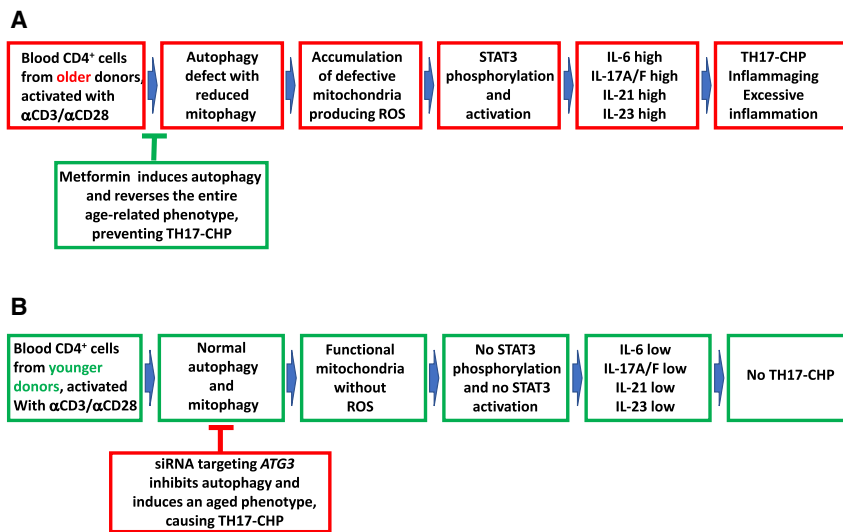 A
Blood CD4⁺ cells
from older donors,
activated with
αCD3/αCD28
Autophagy
defect with
reduced
mitophagy
Accumulation
of defective
mitochondria
producing ROS
STAT3
phosphorylation
and
activation
IL-6 high
IL-17A/F high
IL-21 high
IL-23 high
TH17-CHP
Inflammaging
Excessive
inflammation
Metformin induces autophagy
and reverses the entire
age-related phenotype,
preventing TH17-CHP
B
Blood CD4⁺ cells
from younger
donors, activated
With αCD3/αCD28
Normal
autophagy
and
mitophagy
Functional
mitochondria
without
ROS
No STAT3
phosphorylation
and no STAT3
activation
IL-6 low
IL-17A/F low
IL-21 low
IL-23 low
No TH17-CHP
siRNA targeting ATG3
inhibits autophagy and
induces an aged phenotype,
causing TH17-CHP